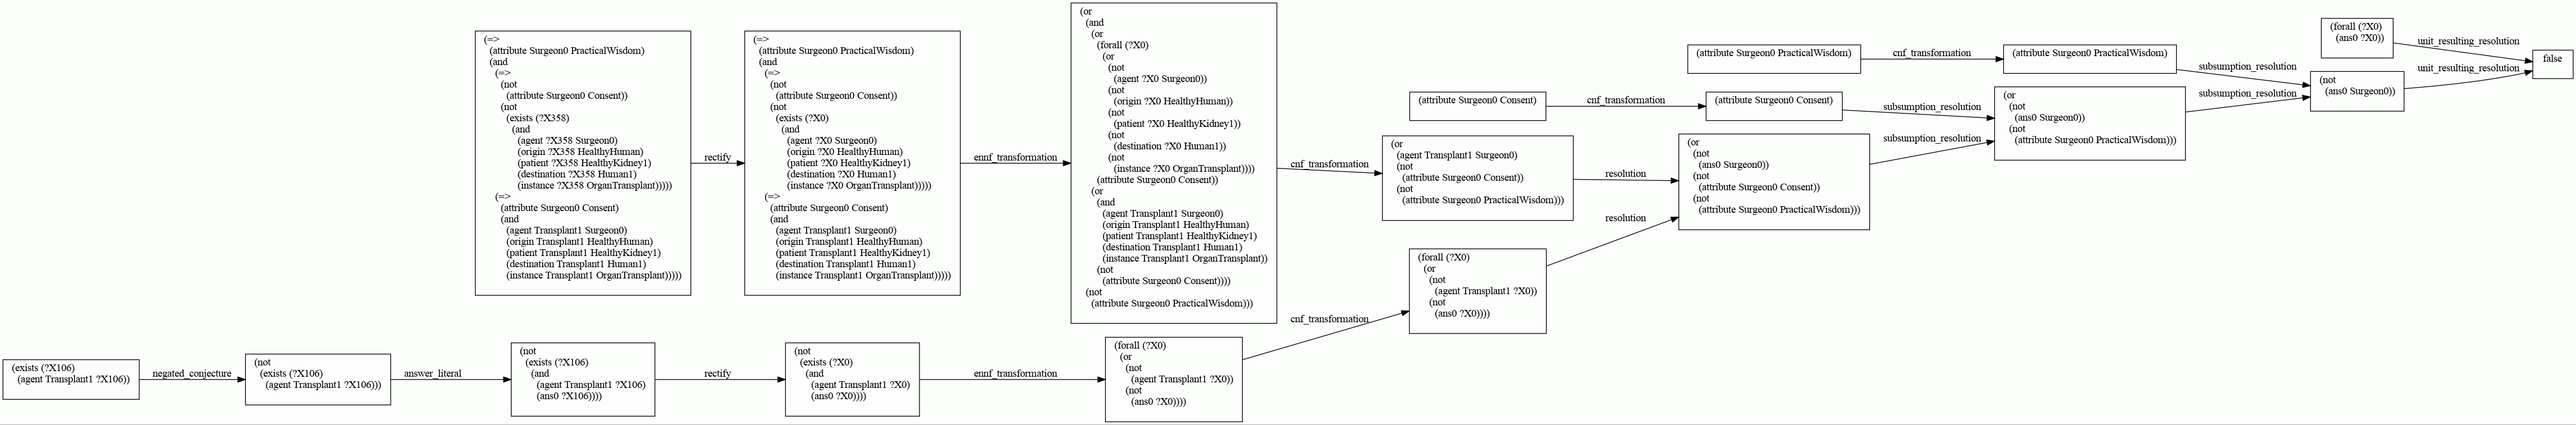 (exists (?X106)
(agent Transplant1 ?X106))
negated_conjecture
(not
(exists (?X106)
(agent Transplant1 ?X106)))
answer_literal
(not
(exists (?X106)
(and
(agent Transplant1 ?X106)
(ans0 ?X106))))
rectify
(not
(exists (?X0)
(and
(agent Transplant1 ?X0)
(ans0 ?X0))))
ennf_transformation
(forall (?X0)
(or
(not
(agent Transplant1 ?X0))
(not
(ans0 ?X0))))
cnf_transformation
(forall (?X0)
(or
(not
(agent Transplant1 ?X0))
(not
(ans0 ?X0))))
resolution
(=>
(attribute Surgeon0 PracticalWisdom)
(and
(=>
(not
(attribute Surgeon0 Consent))
(not
(exists (?X358)
(and
(agent ?X358 Surgeon0)
(origin ?X358 HealthyHuman)
(patient ?X358 HealthyKidney1)
(destination ?X358 Human1)
(instance ?X358 OrganTransplant)))))
(=>
(attribute Surgeon0 Consent)
(and
(agent Transplant1 Surgeon0)
(origin Transplant1 HealthyHuman)
(patient Transplant1 HealthyKidney1)
(destination Transplant1 Human1)
(instance Transplant1 OrganTransplant)))))
rectify
(=>
(attribute Surgeon0 PracticalWisdom)
(and
(=>
(not
(attribute Surgeon0 Consent))
(not
(exists (?X0)
(and
(agent ?X0 Surgeon0)
(origin ?X0 HealthyHuman)
(patient ?X0 HealthyKidney1)
(destination ?X0 Human1)
(instance ?X0 OrganTransplant)))))
(=>
(attribute Surgeon0 Consent)
(and
(agent Transplant1 Surgeon0)
(origin Transplant1 HealthyHuman)
(patient Transplant1 HealthyKidney1)
(destination Transplant1 Human1)
(instance Transplant1 OrganTransplant)))))
ennf_transformation
(or
(and
(or
(forall (?X0)
(or
(not
(agent ?X0 Surgeon0))
(not
(origin ?X0 HealthyHuman))
(not
(patient ?X0 HealthyKidney1))
(not
(destination ?X0 Human1))
(not
(instance ?X0 OrganTransplant))))
(attribute Surgeon0 Consent))
(or
(and
(agent Transplant1 Surgeon0)
(origin Transplant1 HealthyHuman)
(patient Transplant1 HealthyKidney1)
(destination Transplant1 Human1)
(instance Transplant1 OrganTransplant))
(not
(attribute Surgeon0 Consent))))
(not
(attribute Surgeon0 PracticalWisdom)))
cnf_transformation
(or
(agent Transplant1 Surgeon0)
(not
(attribute Surgeon0 Consent))
(not
(attribute Surgeon0 PracticalWisdom)))
resolution
(or
(not
(ans0 Surgeon0))
(not
(attribute Surgeon0 Consent))
(not
(attribute Surgeon0 PracticalWisdom)))
subsumption_resolution
(attribute Surgeon0 Consent)
cnf_transformation
(attribute Surgeon0 Consent)
subsumption_resolution
(or
(not
(ans0 Surgeon0))
(not
(attribute Surgeon0 PracticalWisdom)))
subsumption_resolution
(attribute Surgeon0 PracticalWisdom)
cnf_transformation
(attribute Surgeon0 PracticalWisdom)
subsumption_resolution
(not
(ans0 Surgeon0))
unit_resulting_resolution
(forall (?X0)
(ans0 ?X0))
unit_resulting_resolution
false